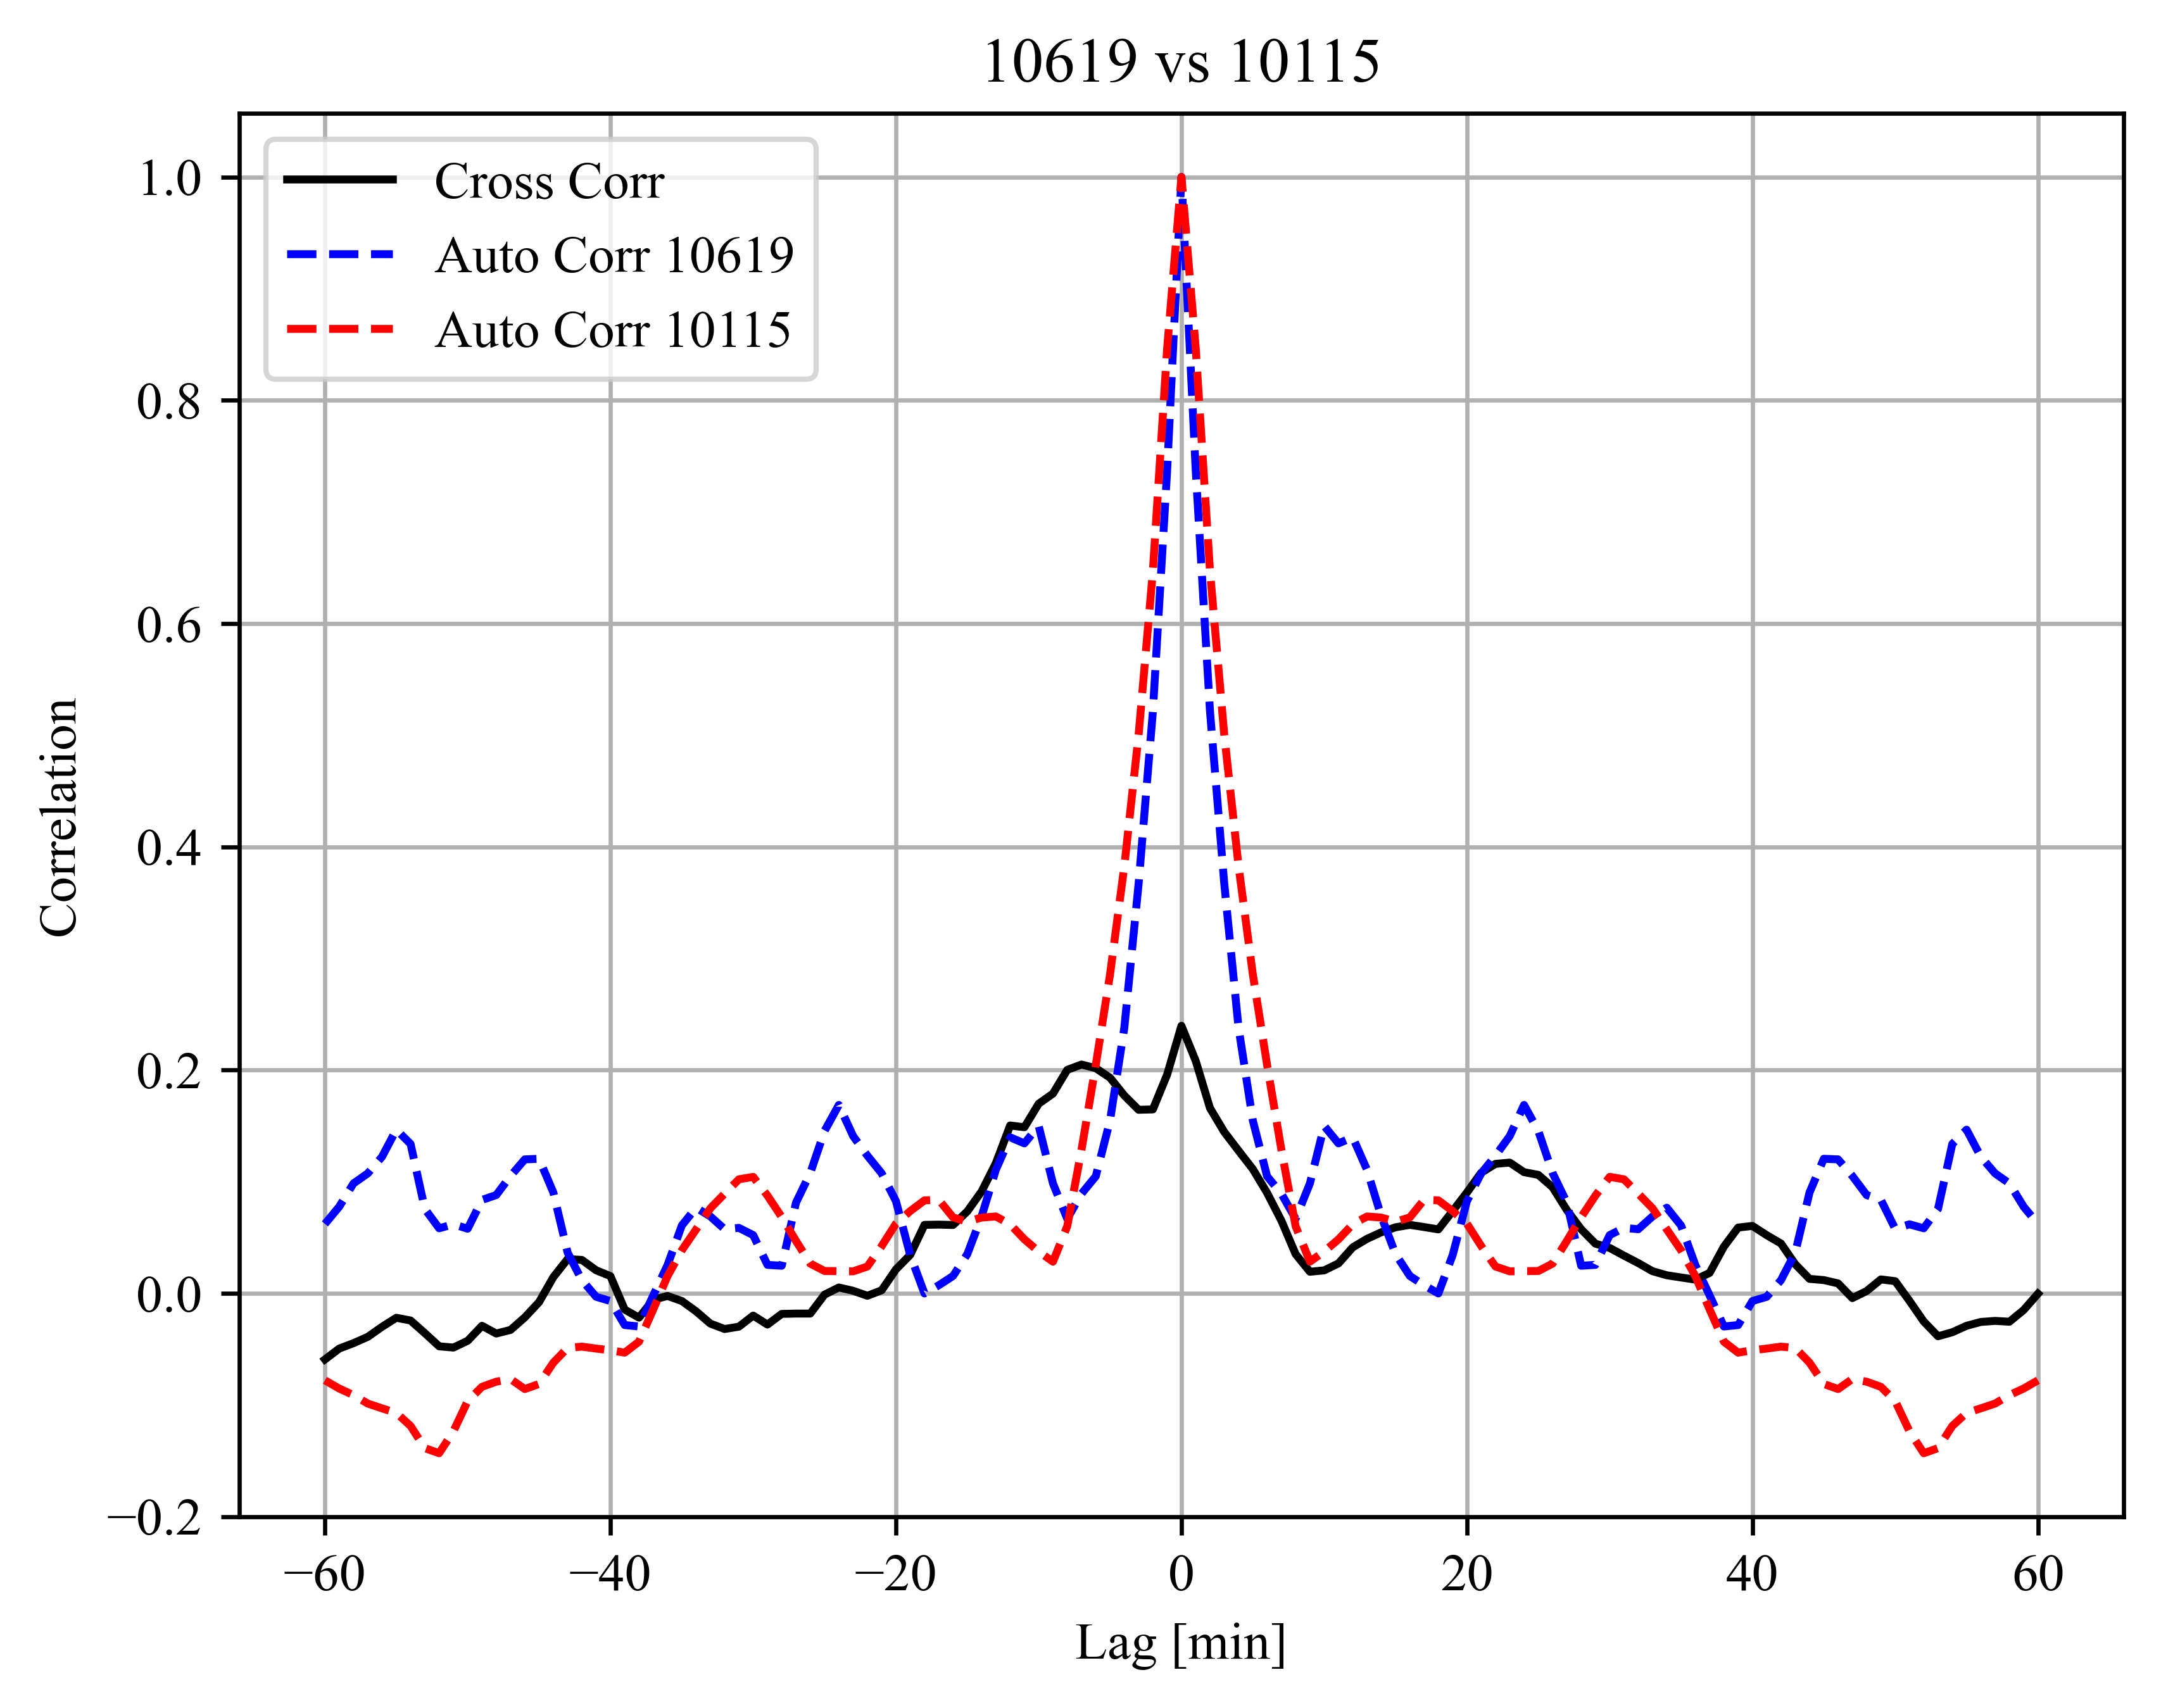 10619 vs 10115
Cross Corr
Auto Corr 10619
Auto Corr 10115
1.0
0.8
0.6
0.4
0.2
0.0
−0.2
Correlation
−60 −40 −20 0 20 40 60
Lag [min]